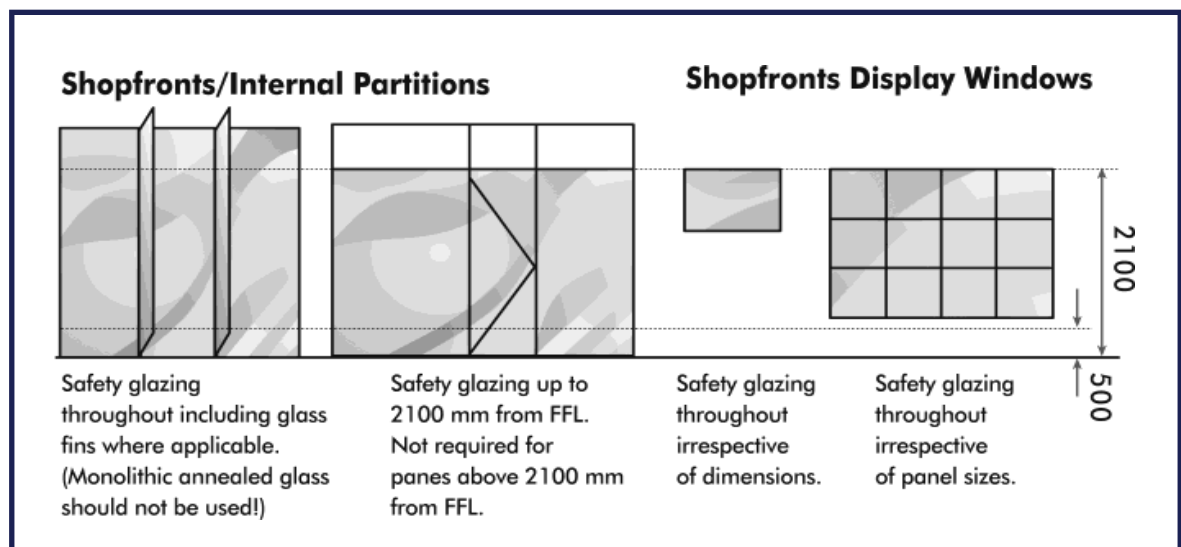 Shopfronts/Internal Partitions
Shopfronts Display Windows
2100
500
Safety glazing
throughout including glass
fins where applicable.
(Monolithic annealed glass
should not be used!)
Safety glazing up to
2100 mm from FFL.
Not required for
panes above 2100 mm
from FFL.
Safety glazing
throughout
irrespective
of dimensions.
Safety glazing
throughout
irrespective
of panel sizes.